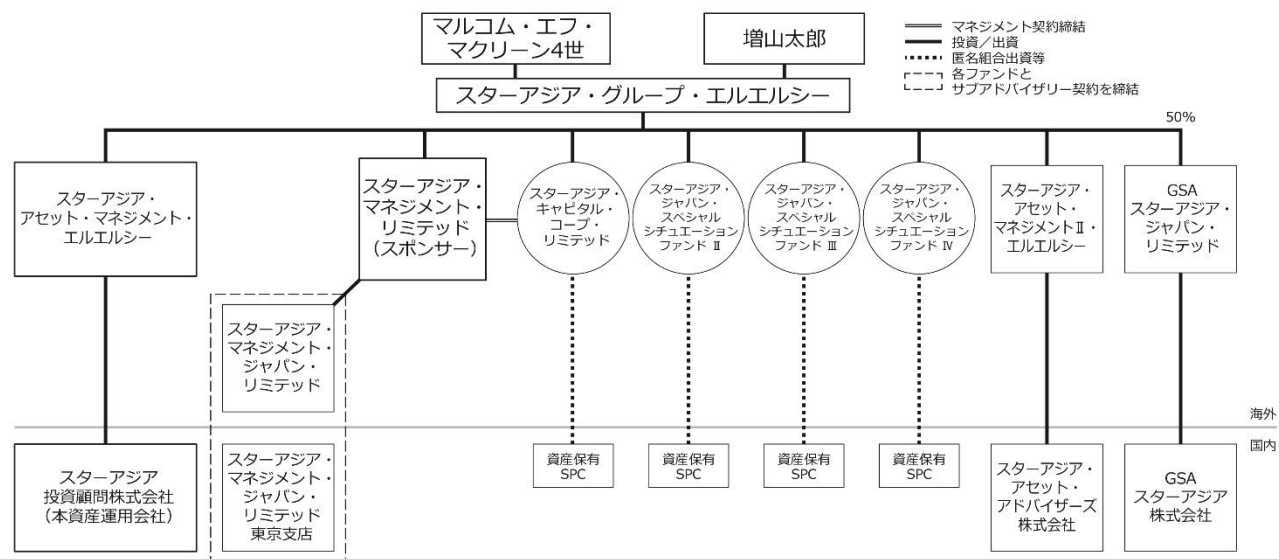 マルコム・エフ・
マクリーン4世
増山太郎
マネジメント契約締結
投資／出資
匿名組合出資等
各ファンドと
サブアドバイザリー契約を締結
スターアジア・グループ・エルエルシー
50%
スターアジア・
アセット・マネジメント・
エルエルシー
スターアジア・
マネジメント・
リミテッド
（スポンサー）
スターアジア・
キャピタル・
コープ・
リミテッド
スターアジア・
ジャパン・
スペシャル
シチュエーション
ファンド Ⅱ
スターアジア・
ジャパン・
スペシャル
シチュエーション
ファンド Ⅲ
スターアジア・
ジャパン・
スペシャル
シチュエーション
ファンド Ⅳ
スターアジア・
アセット・
マネジメントⅡ・
エルエルシー
GSA
スターアジア・
ジャパン・
リミテッド
スターアジア・
マネジメント・
ジャパン・
リミテッド
海外
国内
スターアジア
投資顧問株式会社
（本資産運用会社）
スターアジア・
マネジメント・
ジャパン・
リミテッド
東京支店
資産保有
SPC
資産保有
SPC
資産保有
SPC
資産保有
SPC
スターアジア・
アセット・
アドバイザーズ
株式会社
GSA
スターアジア
株式会社